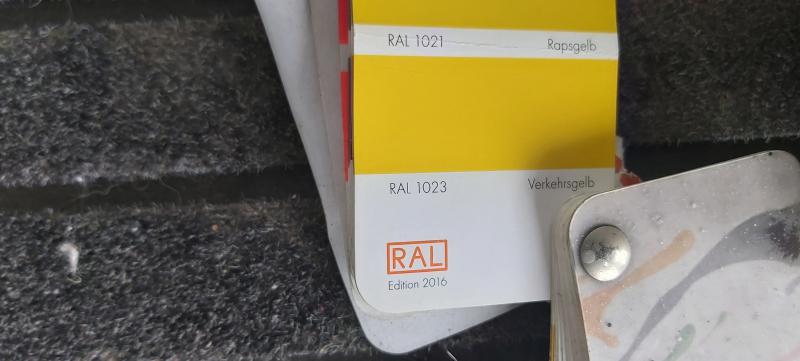 RAL 1021 Rapsgelb
RAL 1023 Verkehrsgelb
RAL
Edition 2016